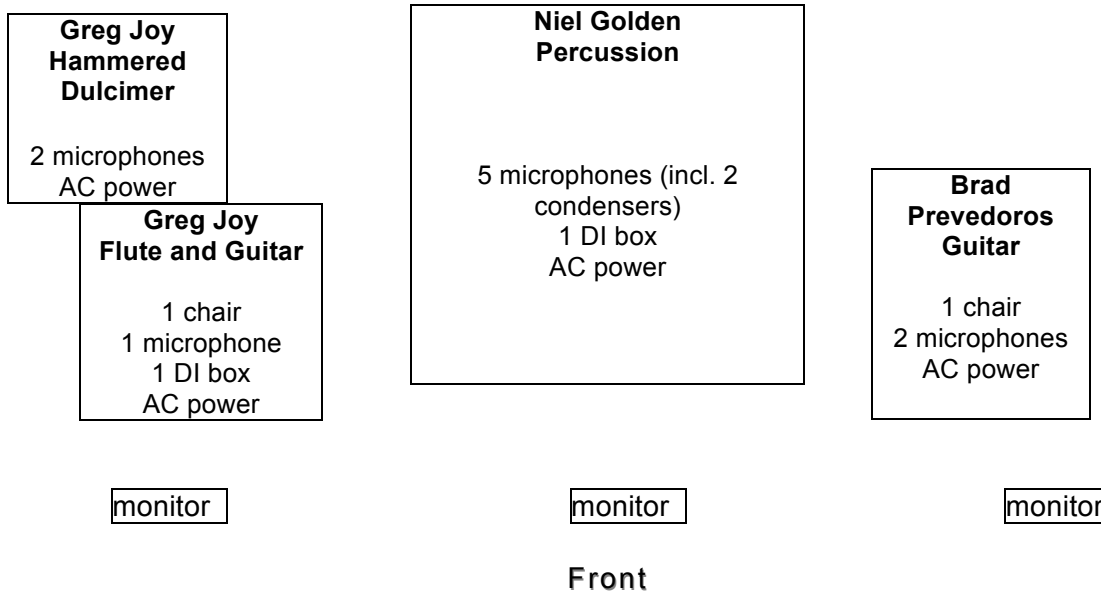 Greg Joy
Hammered
Dulcimer
2 microphones
AC power
Greg Joy
Flute and Guitar
1 chair
1 microphone
1 DI box
AC power
Niel Golden
Percussion
5 microphones (incl. 2
condensers)
1 DI box
AC power
Brad
Prevedoros
Guitar
1 chair
2 microphones
AC power
monitor
monitor
monitor
Front